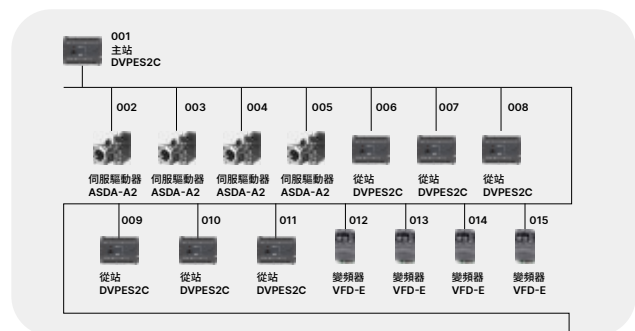 001
主站
DVPES2C
002 003 004 005 006 007 008
伺服驅動器 伺服驅動器 伺服驅動器 伺服驅動器 從站 從站 從站
ASDA-A2 ASDA-A2 ASDA-A2 ASDA-A2 DVPES2C DVPES2C DVPES2C
009 010 011 012 013 014 015
從站 從站 從站 變頻器 變頻器 變頻器 變頻器
DVPES2C DVPES2C DVPES2C VFD-E VFD-E VFD-E VFD-E